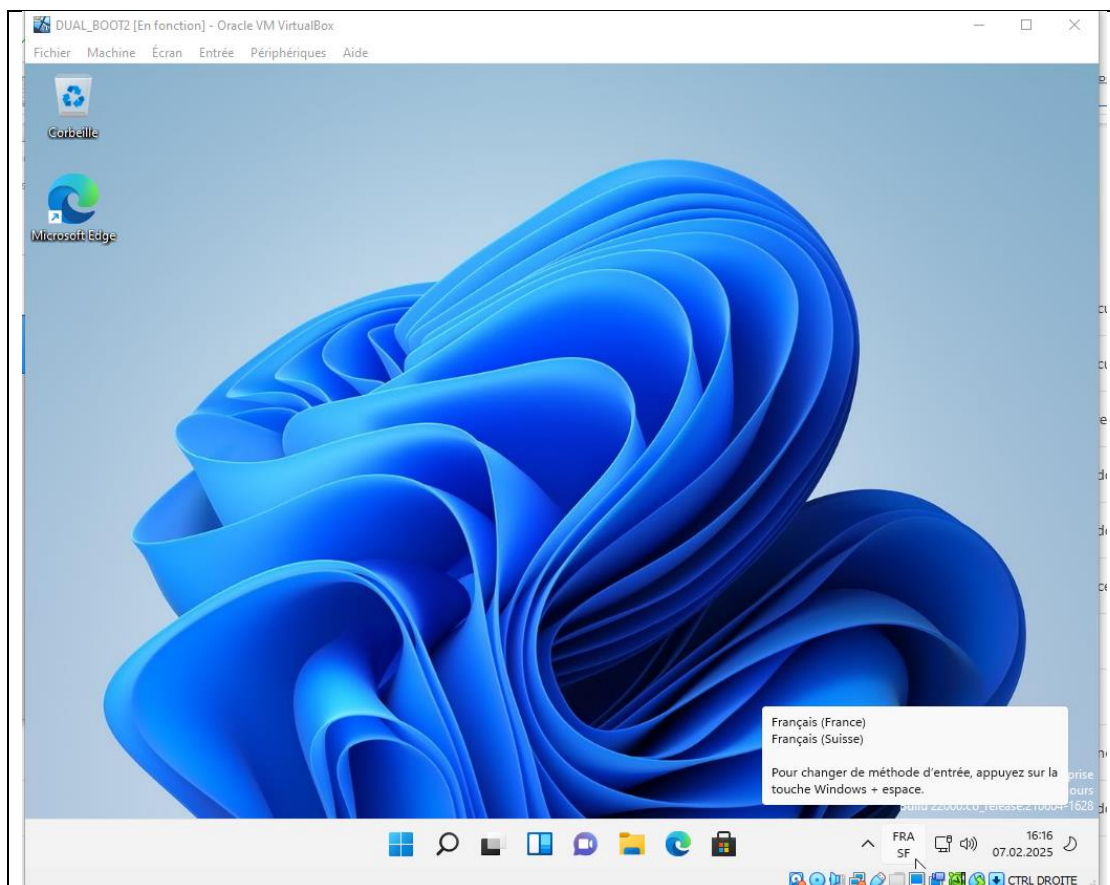 DUAL_BOOT2 [En fonction] - Oracle VM VirtualBox
Fichier Machine Écran Entrée Périphériques Aide
Corbeille
Microsoft Edge
Français (France)
Français (Suisse)
Pour changer de méthode d'entrée, appuyez sur la
touche Windows + espace.
FRA
SF
16:16
07.02.2025
CTRL DROITE